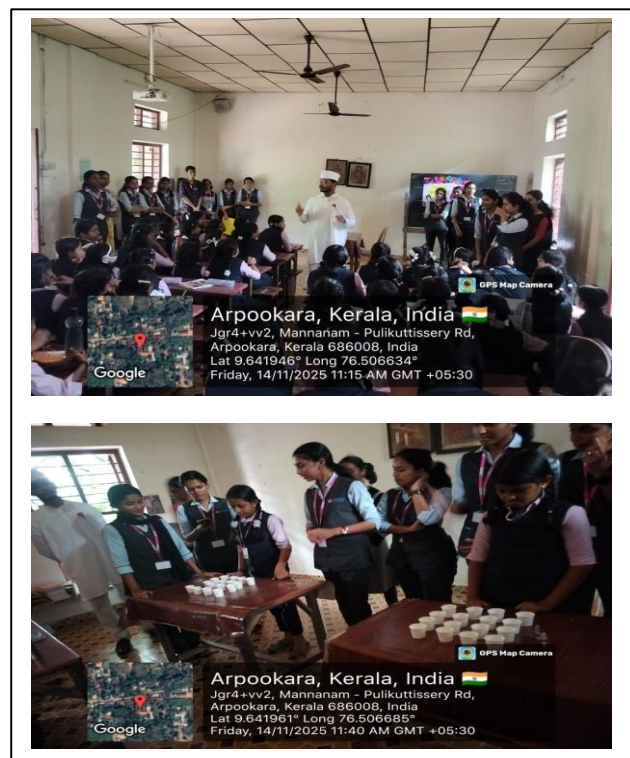 GPS Map Camera
Arpookara, Kerala, India
Jgr4+vv2, Mannanam - Pulikuttissery Rd,
Arpookara, Kerala 686008, India
Lat 9.641946° Long 76.506634°
Friday, 14/11/2025 11:15 AM GMT +05:30
Google
GPS Map Camera
Arpookara, Kerala, India
Jgr4+vv2, Mannanam - Pulikuttissery Rd,
Arpookara, Kerala 686008, India
Lat 9.641961° Long 76.506685°
Friday, 14/11/2025 11:40 AM GMT +05:30
Google